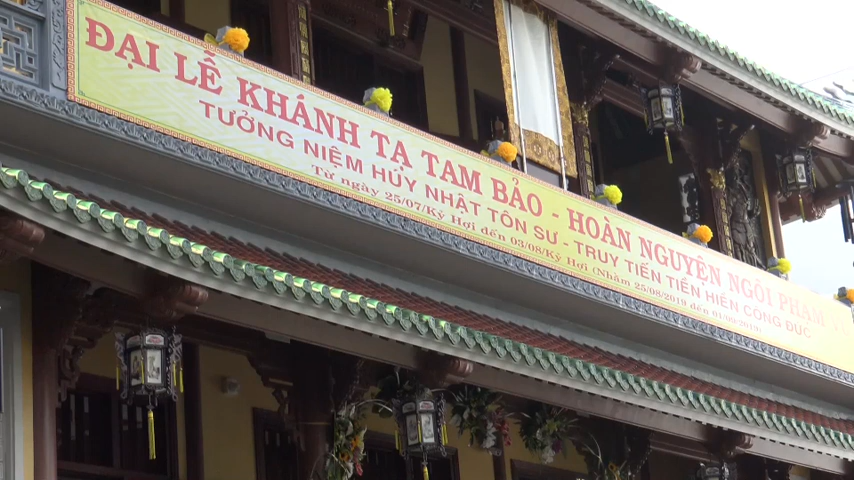 ĐẠI LỄ KHÁNH TẠ TAM BẢO - HOÀN NGUYỆN NGÔI PHẠM
TƯỞNG NIỆM HÚY NHẬT TÔN SƯ - TRUY TIẾN TIỀN HIỀN CÔNG ĐỨC
Từ ngày 25/07/Kỷ Hợi đến 03/08/Kỷ Hợi (Nhằm 25/08/2019 đến 01/09/2019)